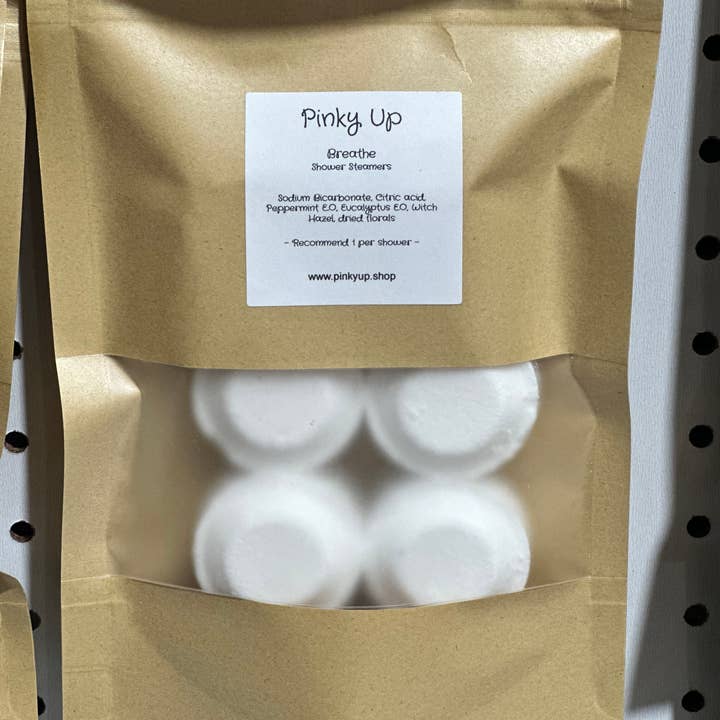 Pinky Up
Breathe
Shower Steamers
Sodium Bicarbonate, Citric acid,
Peppermint E.O, Eucalyptus E.O, Witch
Hazel, dried florals
~ Recommend 1 per shower ~
www.pinkyup.shop